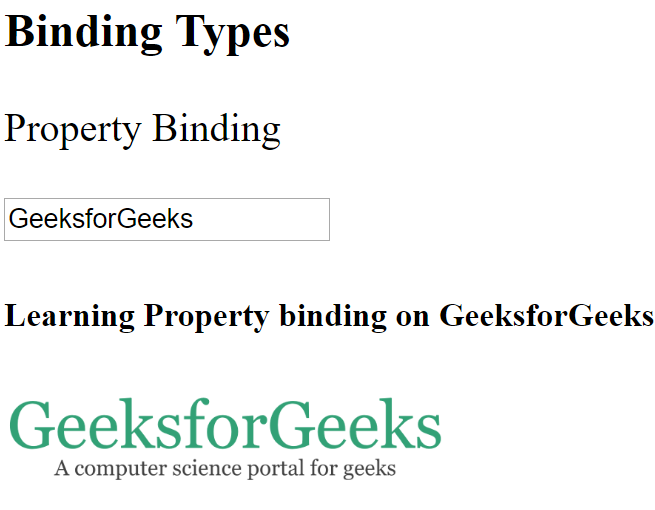 Binding Types
Property Binding
GeeksforGeeks
Learning Property binding on GeeksforGeeks
GeeksforGeeks
A computer science portal for geeks